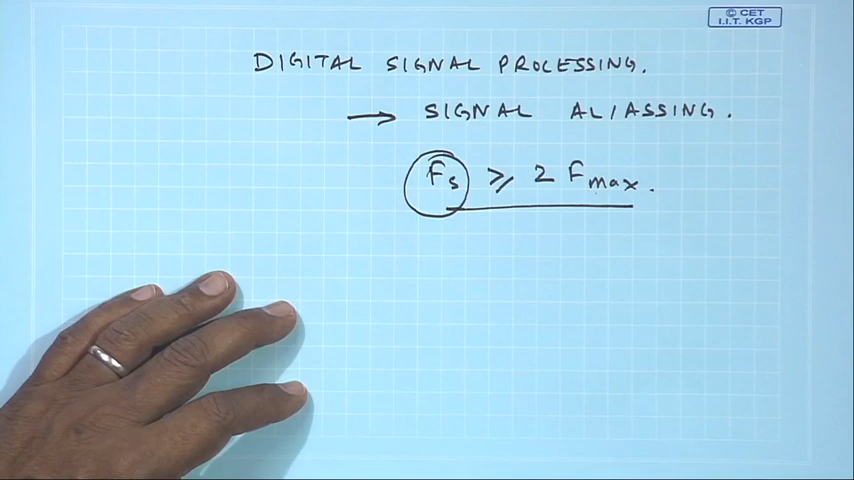 © CET
I.I.T. KGP
DIGITAL SIGNAL PROCESSING.
→ SIGNAL ALIASSING.
Fs ≥ 2 Fmax.